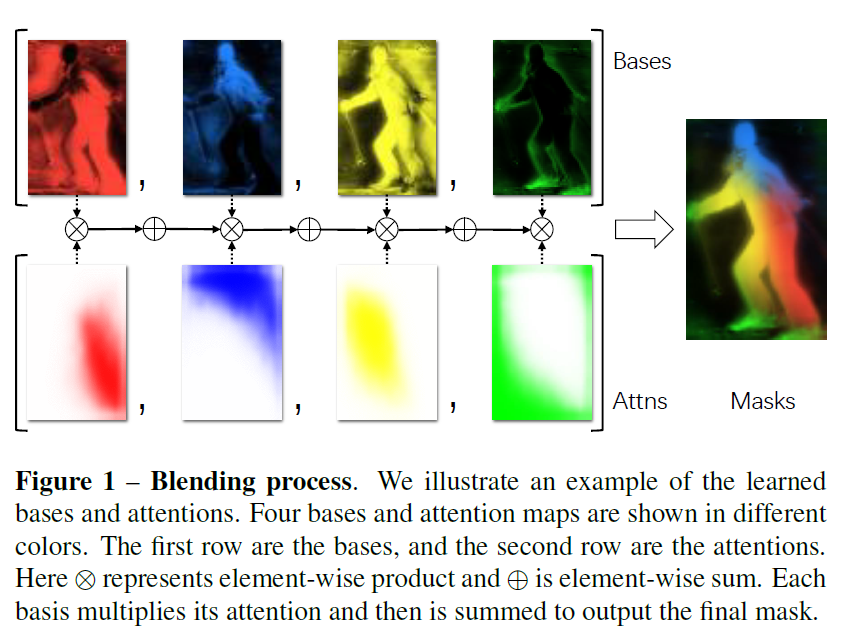 Bases
, , ,
, , ,
Attns
Masks
Figure 1 – Blending process. We illustrate an example of the learned
bases and attentions. Four bases and attention maps are shown in different
colors. The first row are the bases, and the second row are the attentions.
Here ⊗ represents element-wise product and ⊕ is element-wise sum. Each
basis multiplies its attention and then is summed to output the final mask.